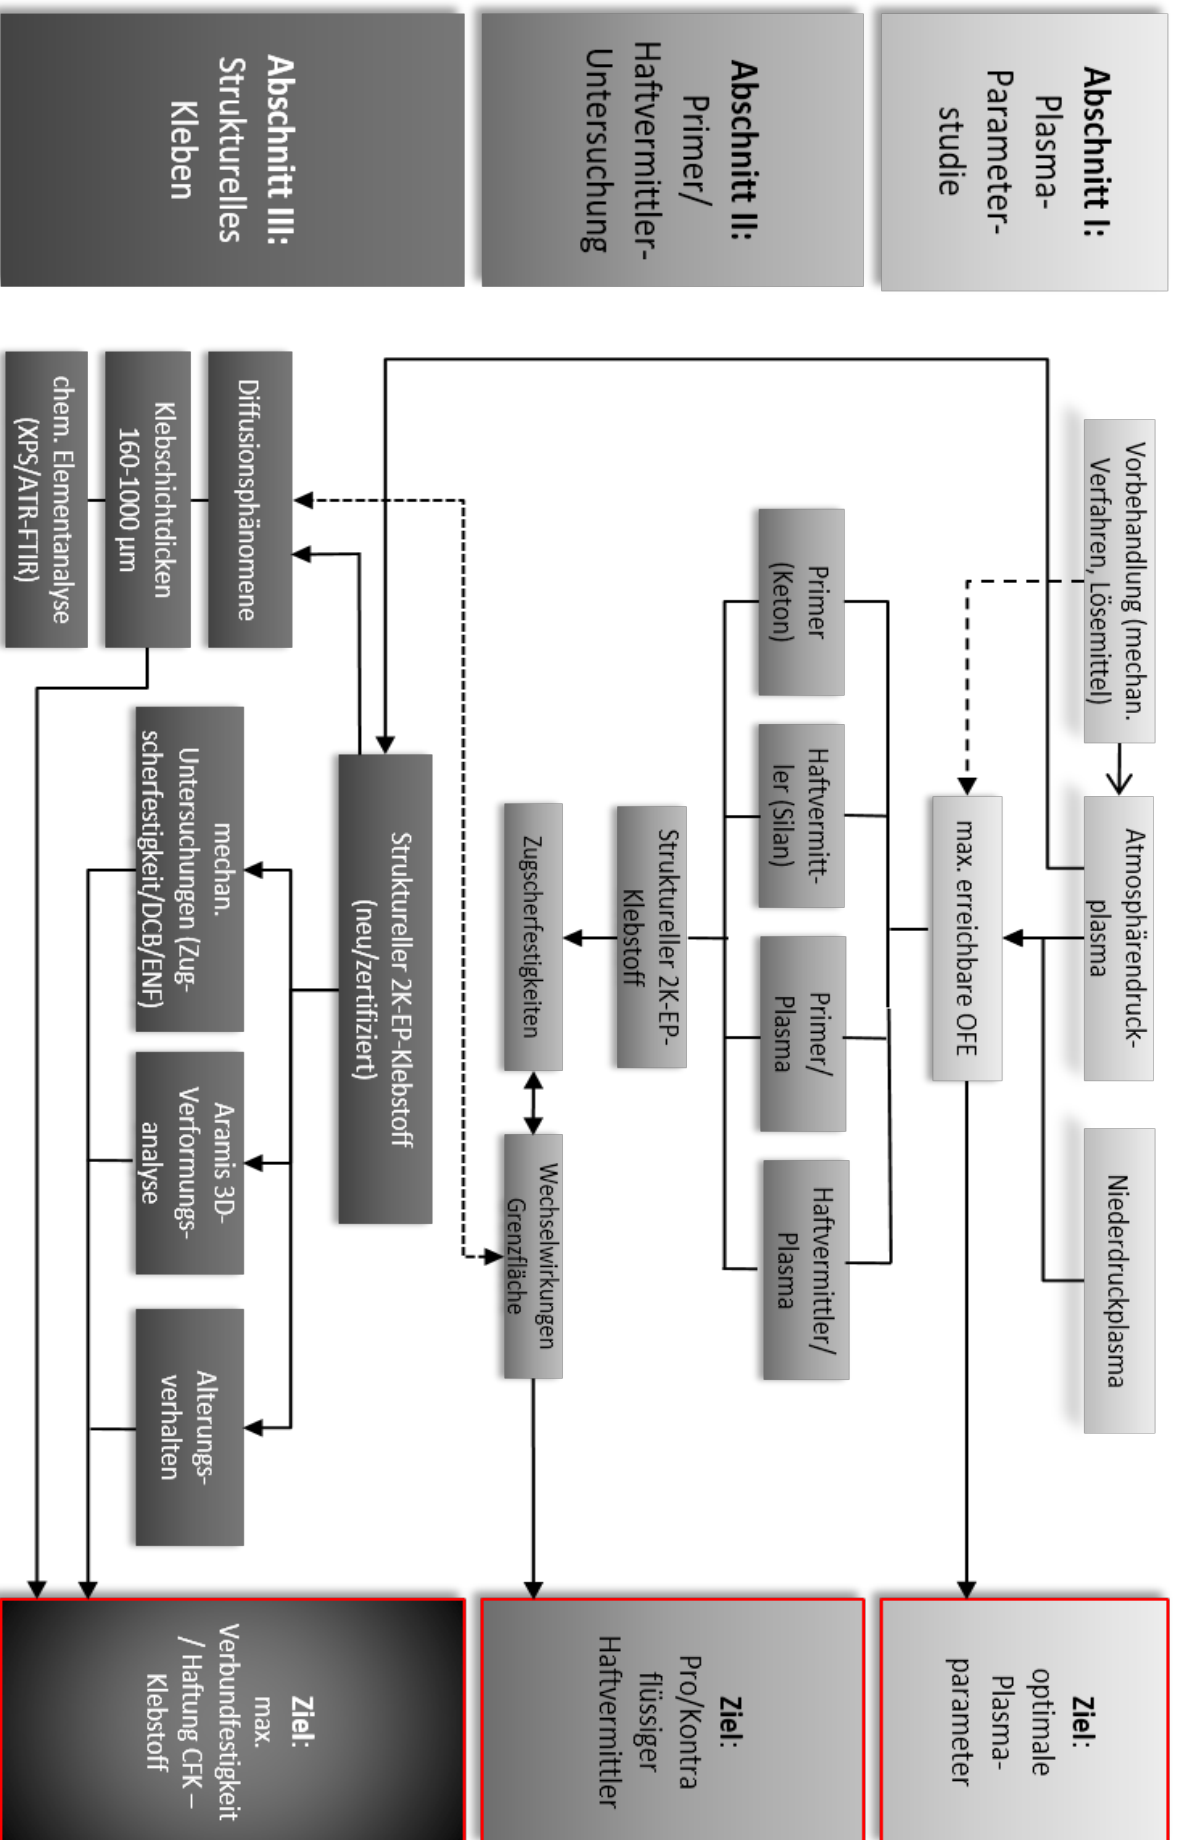 Abschnitt I:
Plasma-
Parameter-
studie
Vorbehandlung (mechan.
Verfahren, Lösemittel)
Atmosphärendruck-
plasma
Niederdruckplasma
max. erreichbare OFE
Ziel:
optimale
Plasma-
parameter
Abschnitt II:
Primer/
Haftvermittler-
Untersuchung
Primer
(Keton)
Haftvermitt-
ler (Silan)
Primer/
Plasma
Haftvermittler/
Plasma
Struktureller 2K-EP-
Klebstoff
Zugscherfestigkeiten
Wechselwirkungen
Grenzfläche
Ziel:
Pro/Kontra
flüssiger
Haftvermittler
Abschnitt III:
Strukturelles
Kleben
Struktureller 2K-EP-Klebstoff
(neu/zertifiziert)
Diffusionsphänomene
Klebschichtdicken
160-1000 µm
chem. Elementanalyse
(XPS/ATR-FTIR)
mechan.
Untersuchungen (Zug-
scherfestigkeit/DCB/ENF)
Aramis 3D-
Verformungs-
analyse
Alterungs-
verhalten
Ziel:
max.
Verbundfestigkeit
/ Haftung CFK –
Klebstoff